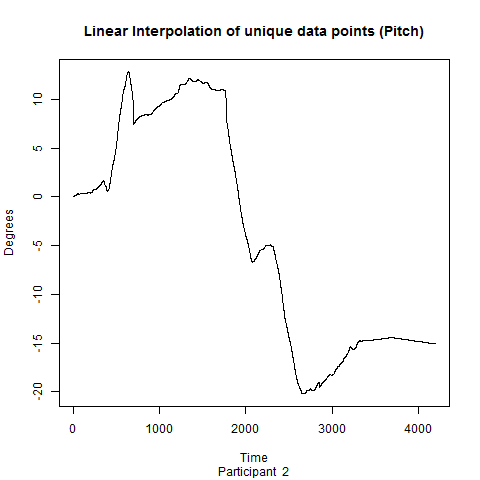 Linear Interpolation of unique data points (Pitch)
Degrees
10
5
0
-5
-10
-15
-20
0 1000 2000 3000 4000
Time
Participant 2